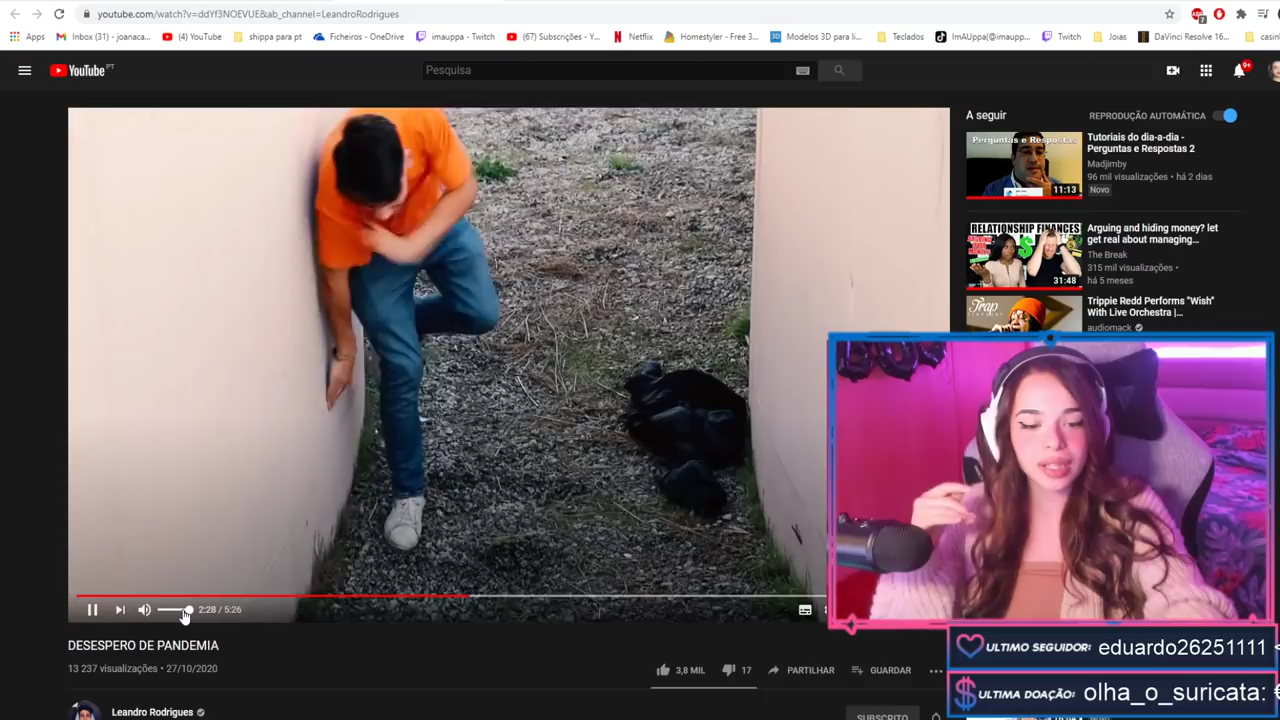 youtube.com/watch?v=ddYf3NOEVUE&ab_channel=LeandroRodrigues
Apps
Inbox (31) - joanaca...
(4) YouTube
shippa para pt
Ficheiros - OneDrive
imauppa - Twitch
(67) Subscrições - Y...
Netflix
Homestyler - Free 3...
Modelos 3D para li...
Teclados
ImAUppa(@imaupp...
Twitch
Joias
DaVinci Resolve 16...
YouTube PT
Pesquisa
9+
A seguir
REPRODUÇÃO AUTOMÁTICA
Perguntas e Respostas
11:13
Tutoriais do dia-a-dia -
Perguntas e Respostas 2
Madjimby
96 mil visualizações • há 2 dias
Novo
RELATIONSHIP FINANCES
31:48
Arguing and hiding money? let
get real about managing...
The Break
315 mil visualizações •
há 5 meses
Trap
Trippie Redd Performs "Wish"
With Live Orchestra |...
audiomack
2:28 / 5:26
DESESPERO DE PANDEMIA
13 237 visualizações • 27/10/2020
3,8 MIL
17
PARTILHAR
GUARDAR
Leandro Rodrigues
SUBSCRITO
ULTIMO SEGUIDOR: eduardo26251111
ULTIMA DOAÇÃO: olha_o_suricata: €